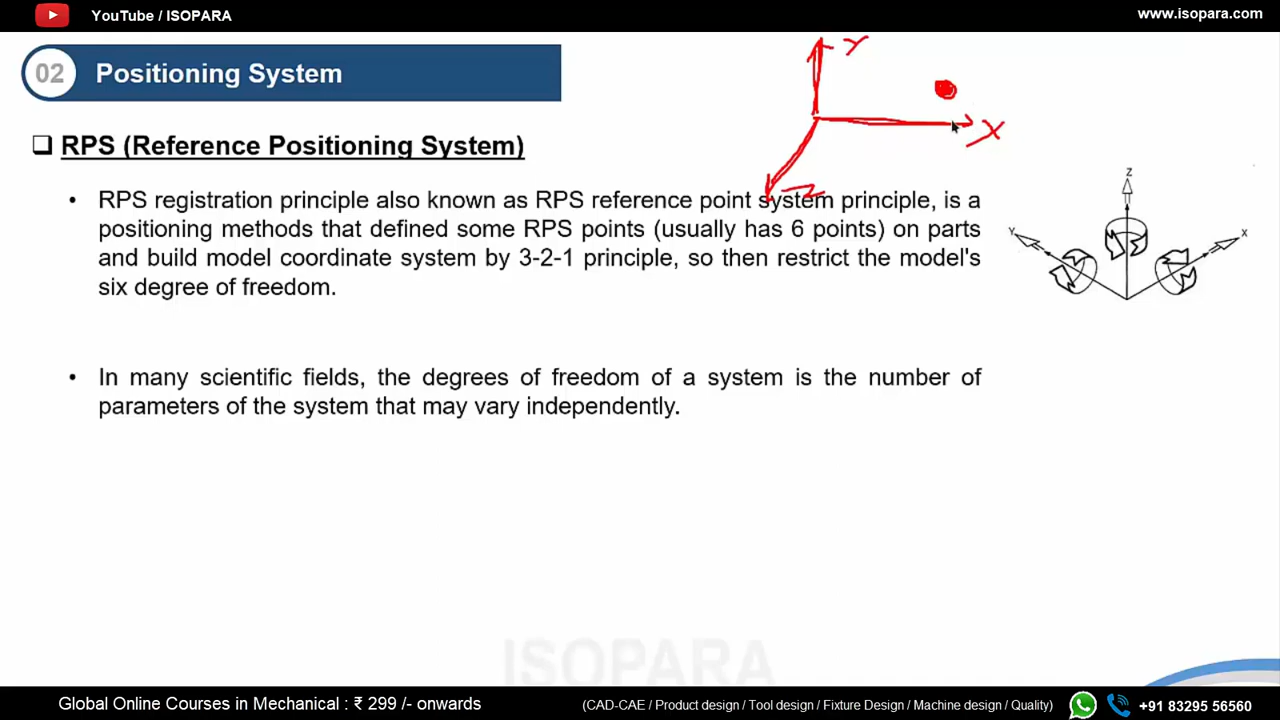 YouTube / ISOPARA
www.isopara.com
02 Positioning System
Y
X
Z
❑ RPS (Reference Positioning System)
• RPS registration principle also known as RPS reference point system principle, is a
positioning methods that defined some RPS points (usually has 6 points) on parts
and build model coordinate system by 3-2-1 principle, so then restrict the model's
six degree of freedom.
Z
Y
X
• In many scientific fields, the degrees of freedom of a system is the number of
parameters of the system that may vary independently.
ISOPARA
Global Online Courses in Mechanical : ₹ 299 /- onwards
(CAD-CAE / Product design / Tool design / Fixture Design / Machine design / Quality)
+91 83295 56560